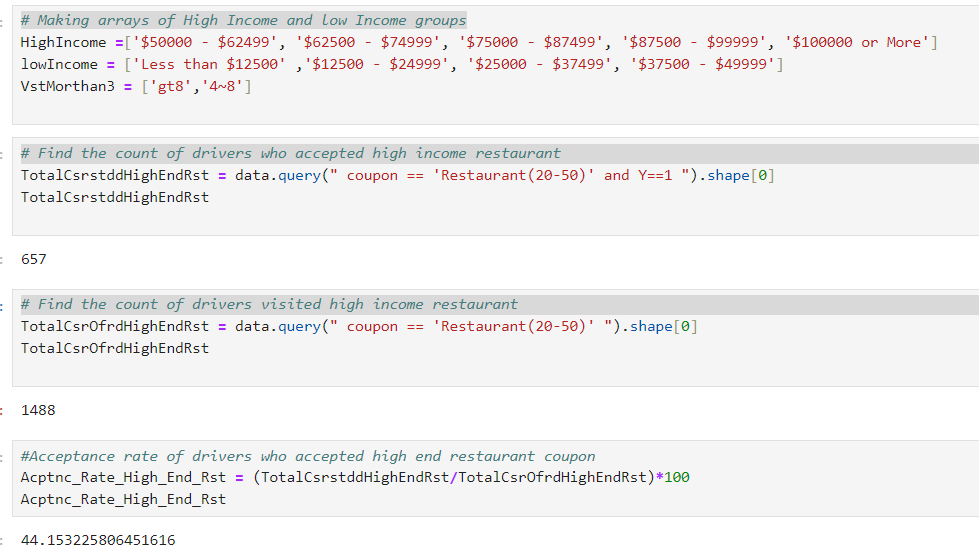 # Making arrays of High Income and low Income groups
HighIncome =['$50000 - $62499', '$62500 - $74999', '$75000 - $87499', '$87500 - $99999', '$100000 or More']
lowIncome = ['Less than $12500' ,'$12500 - $24999', '$25000 - $37499', '$37500 - $49999']
VstMorthan3 = ['gt8','4~8']
# Find the count of drivers who accepted high income restaurant
TotalCsrstddHighEndRst = data.query(" coupon == 'Restaurant(20-50)' and Y==1 ").shape[0]
TotalCsrstddHighEndRst
657
# Find the count of drivers visited high income restaurant
TotalCsrOfrdHighEndRst = data.query(" coupon == 'Restaurant(20-50)' ").shape[0]
TotalCsrOfrdHighEndRst
1488
#Acceptance rate of drivers who accepted high end restaurant coupon
Acptnc_Rate_High_End_Rst = (TotalCsrstddHighEndRst/TotalCsrOfrdHighEndRst)*100
Acptnc_Rate_High_End_Rst
44.153225806451616